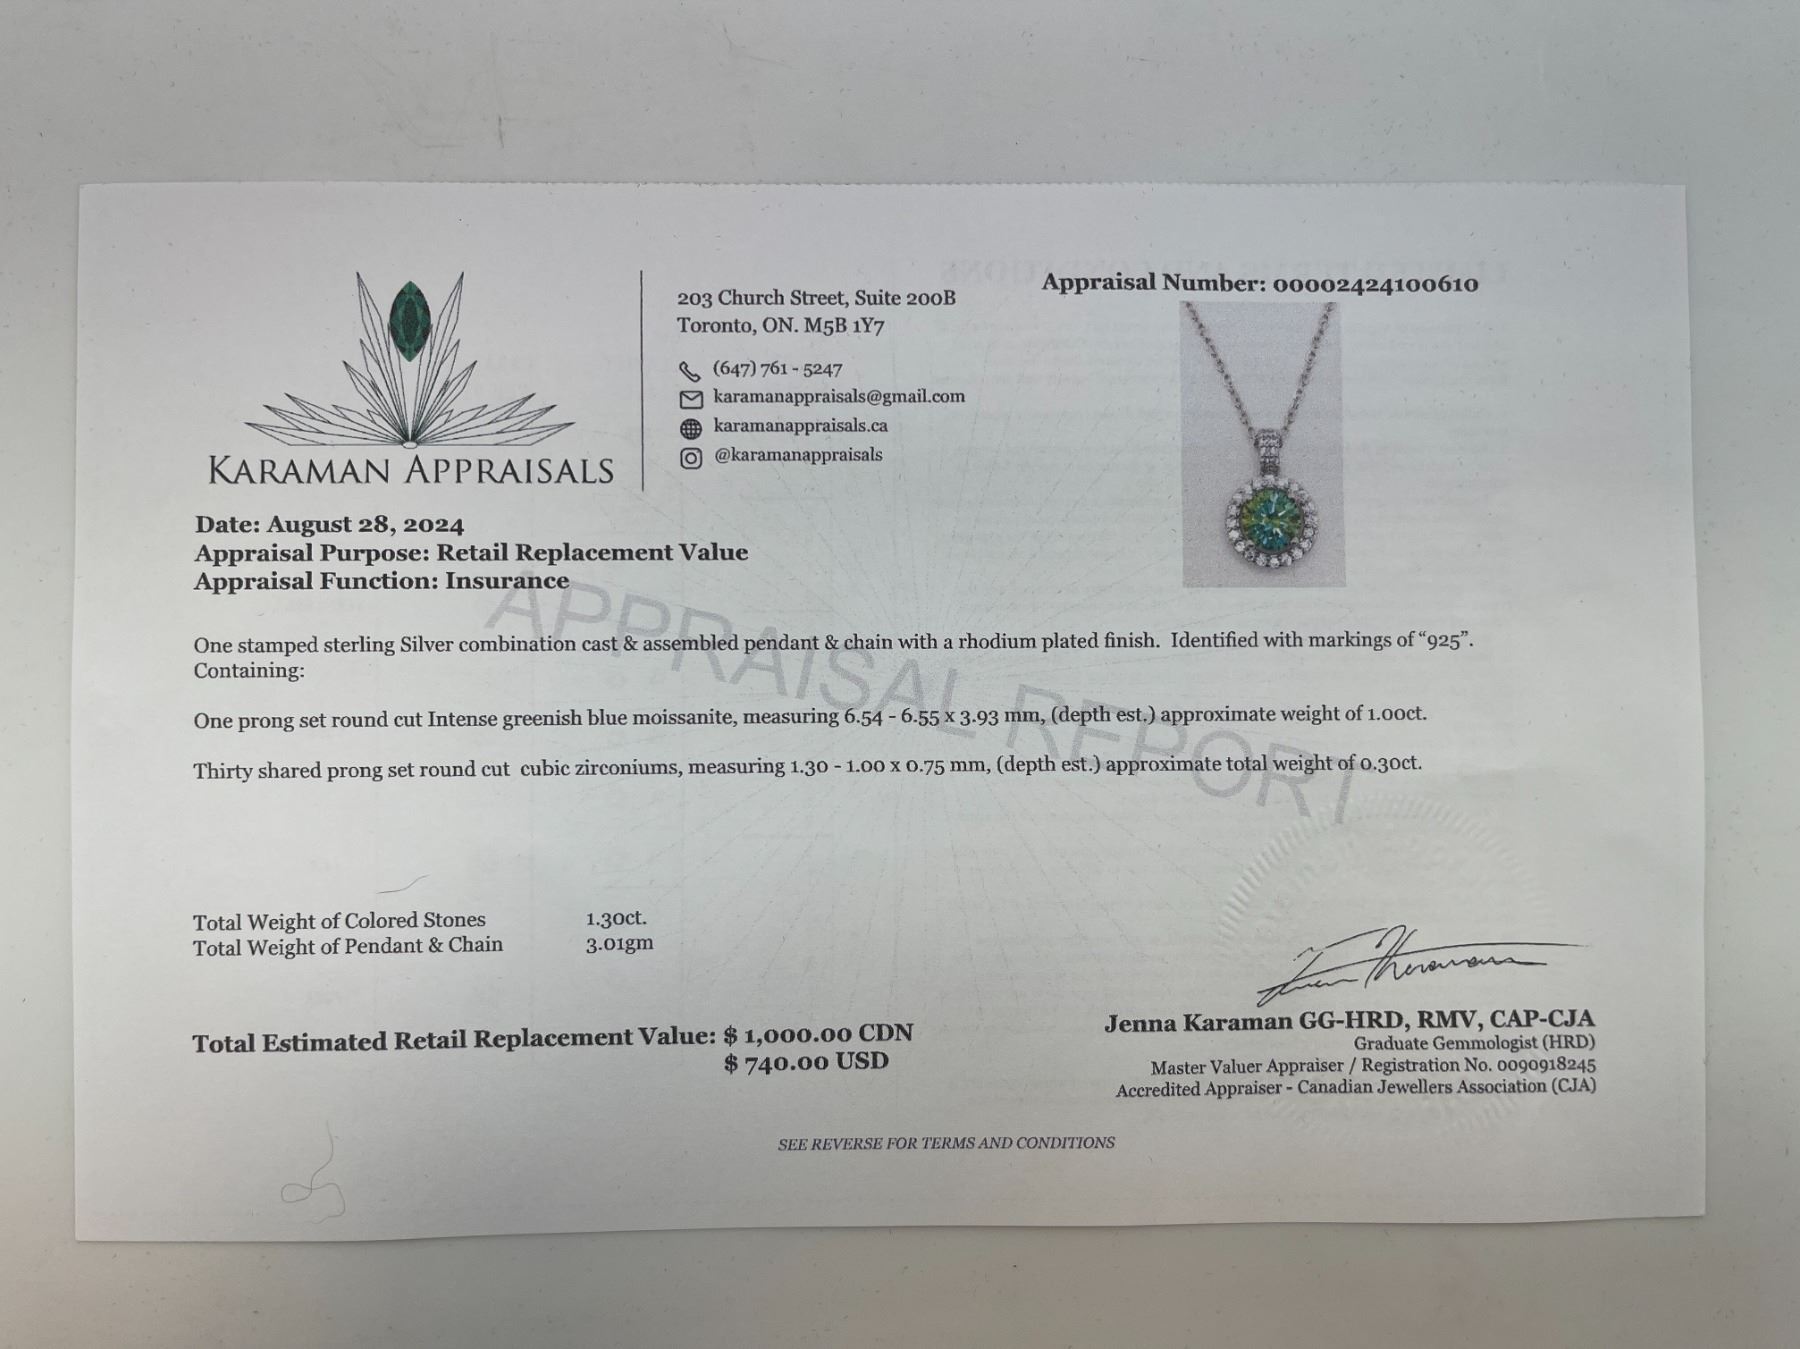 KARAMAN APPRAISALS
203 Church Street, Suite 200B
Toronto, ON. M5B 1Y7
(647) 761 - 5247
karamanappraisals@gmail.com
karamanappraisals.ca
@karamanappraisals
Appraisal Number: 00002424100610
Date: August 28, 2024
Appraisal Purpose: Retail Replacement Value
Appraisal Function: Insurance
APPRAISAL REPORT
One stamped sterling Silver combination cast & assembled pendant & chain with a rhodium plated finish. Identified with markings of “925”.
Containing:
One prong set round cut Intense greenish blue moissanite, measuring 6.54 - 6.55 x 3.93 mm, (depth est.) approximate weight of 1.00ct.
Thirty shared prong set round cut cubic zirconiums, measuring 1.30 - 1.00 x 0.75 mm, (depth est.) approximate total weight of 0.30ct.
Total Weight of Colored Stones 1.30ct.
Total Weight of Pendant & Chain 3.01gm
Total Estimated Retail Replacement Value: $ 1,000.00 CDN
$ 740.00 USD
Jenna Karaman GG-HRD, RMV, CAP-CJA
Graduate Gemmologist (HRD)
Master Valuer Appraiser / Registration No. 0090918245
Accredited Appraiser - Canadian Jewellers Association (CJA)
SEE REVERSE FOR TERMS AND CONDITIONS